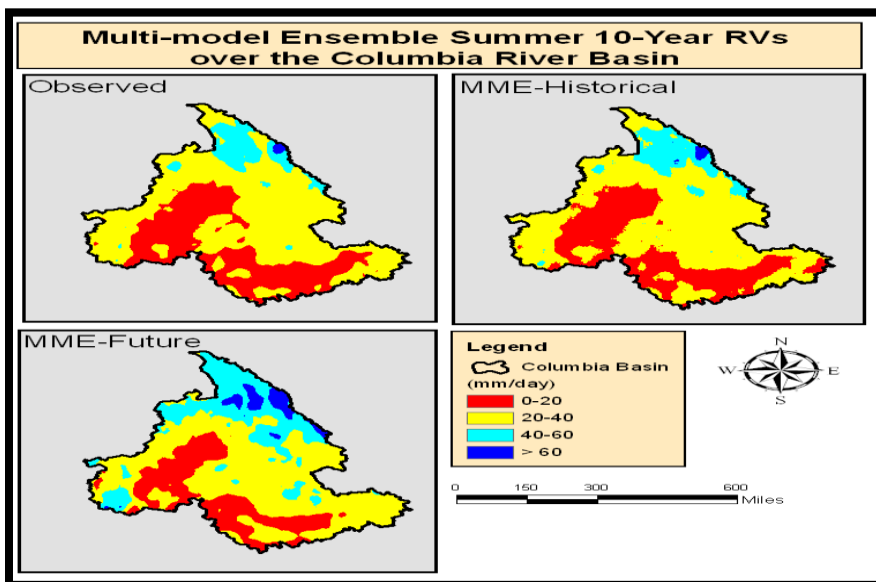 Multi-model Ensemble Summer 10-Year RVs
over the Columbia River Basin
Observed
MME-Historical
MME-Future
Legend
Columbia Basin
(mm/day)
0-20
20-40
40-60
> 60
N
W E
S
0 150 300 600
Miles